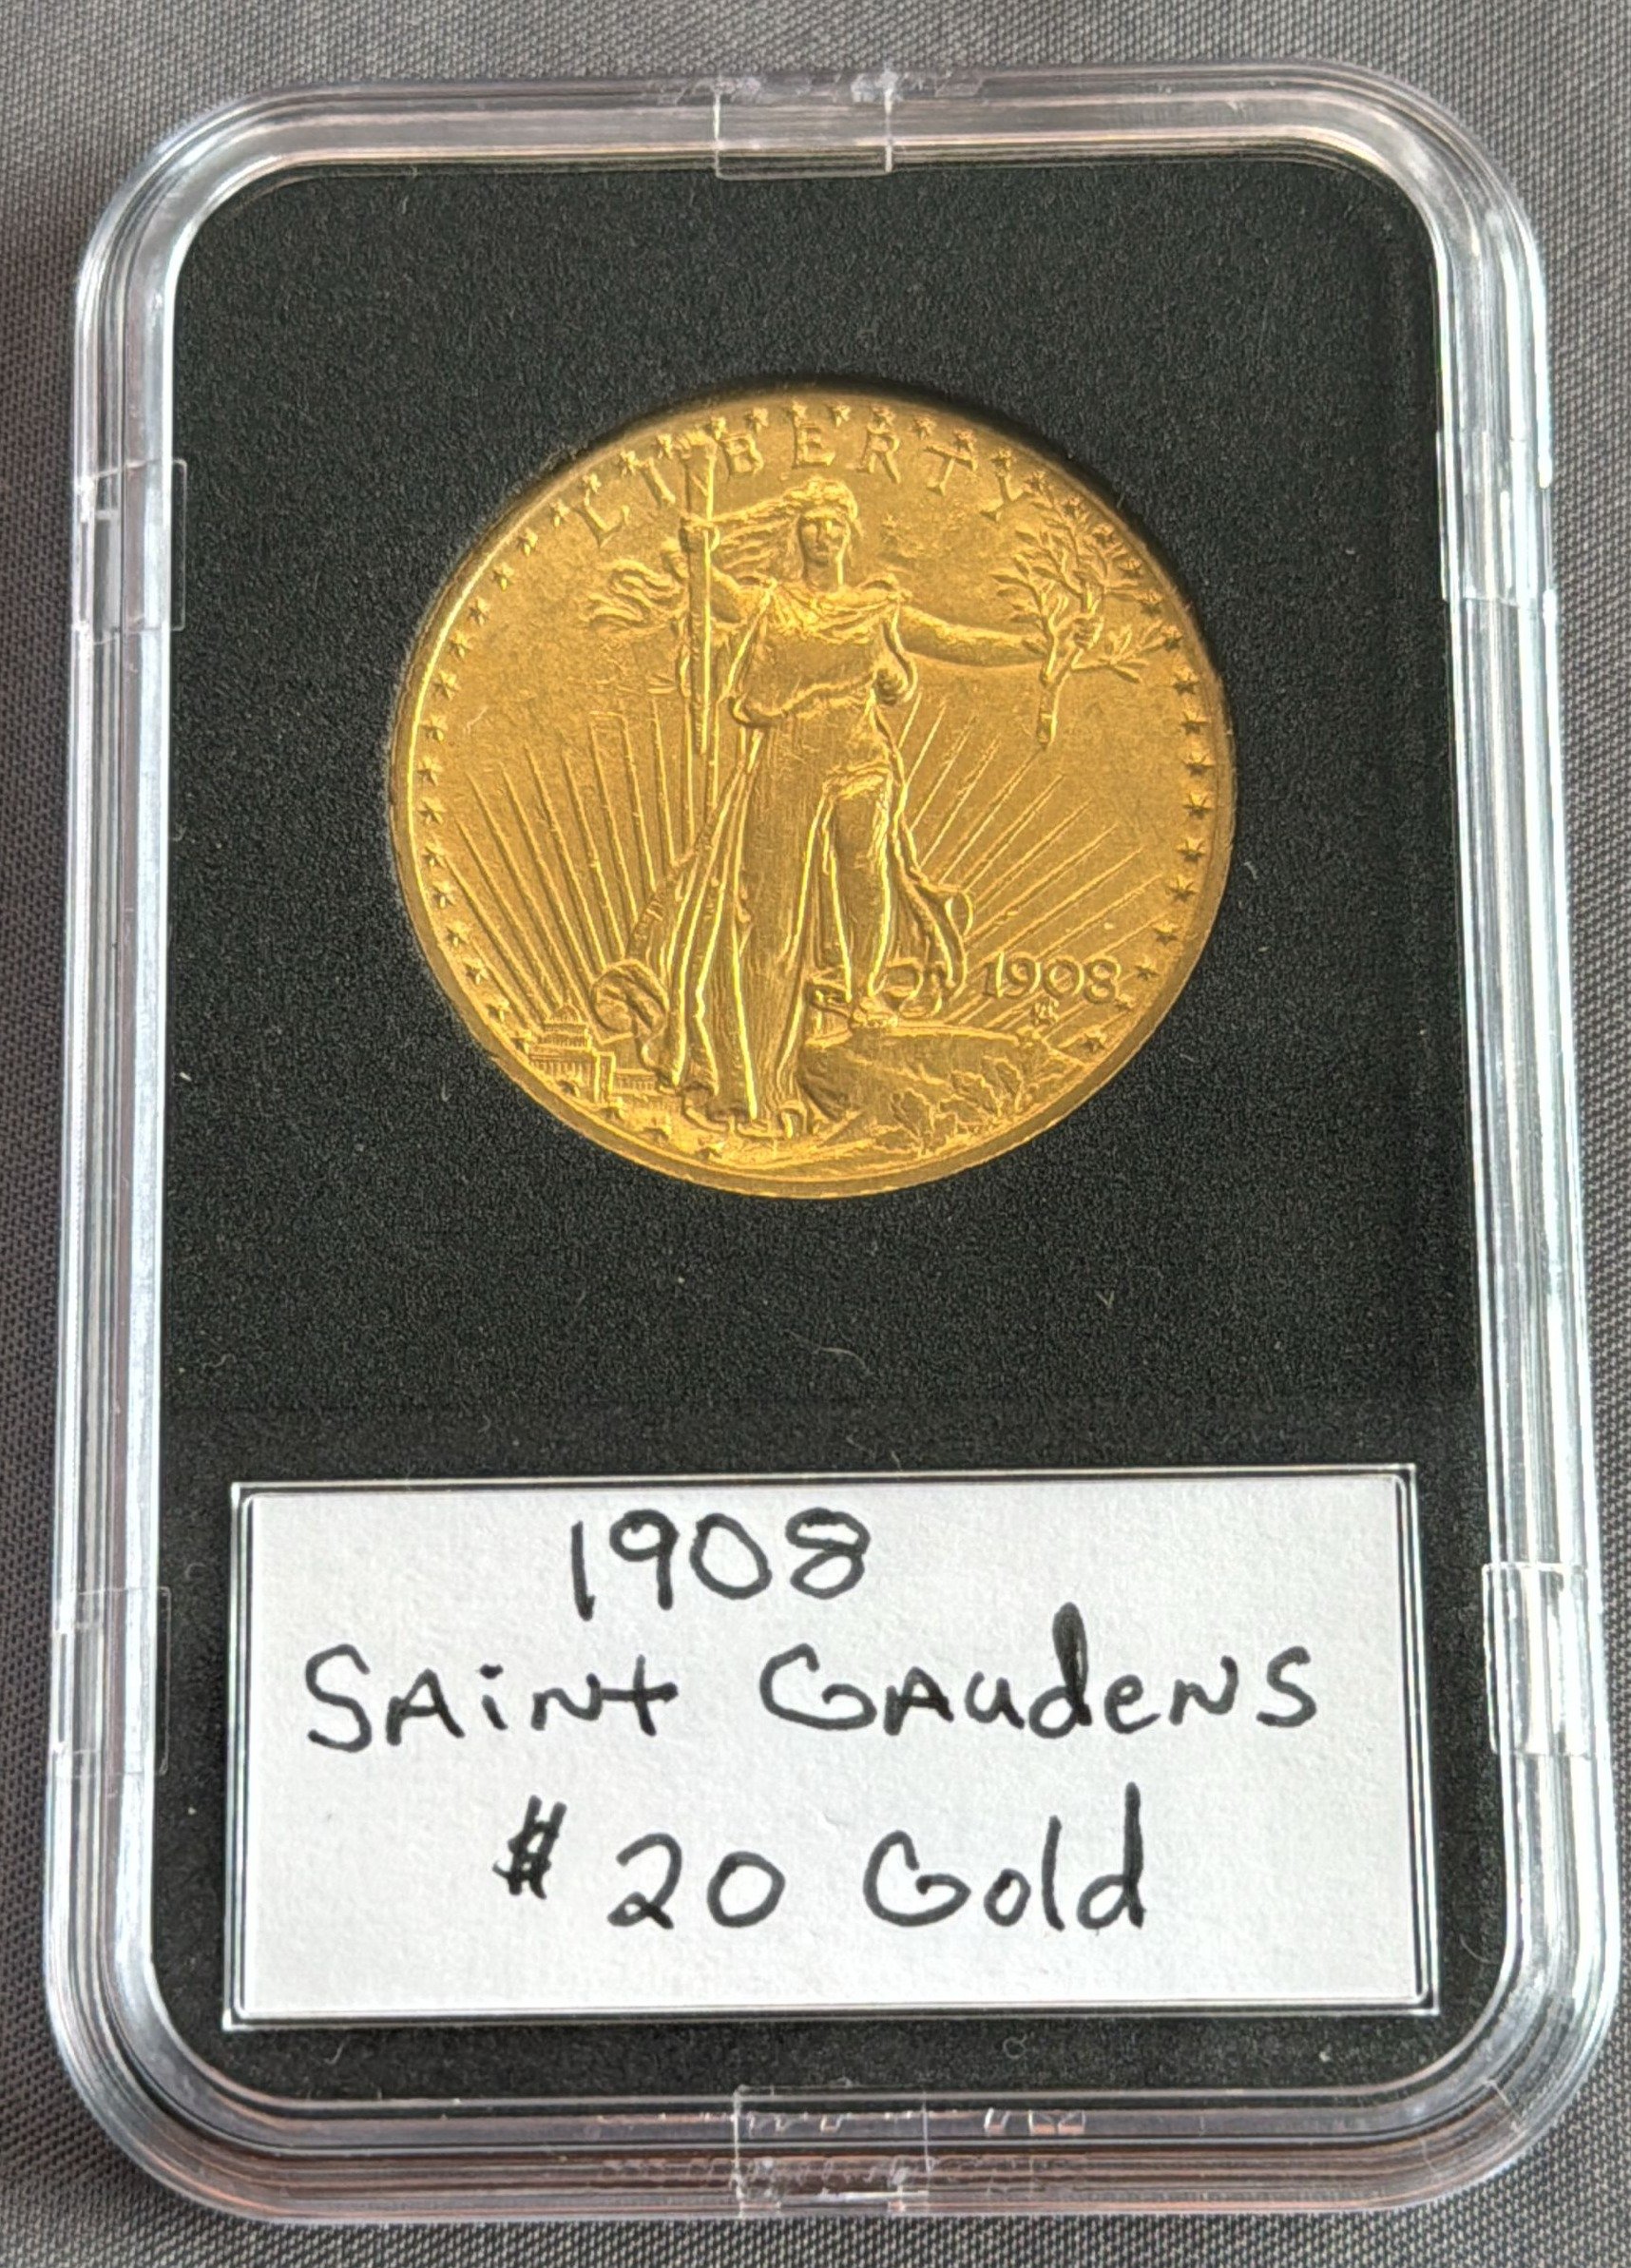 LIBERTY
1908
1908
SAiNt GAudeNS
$20 Gold